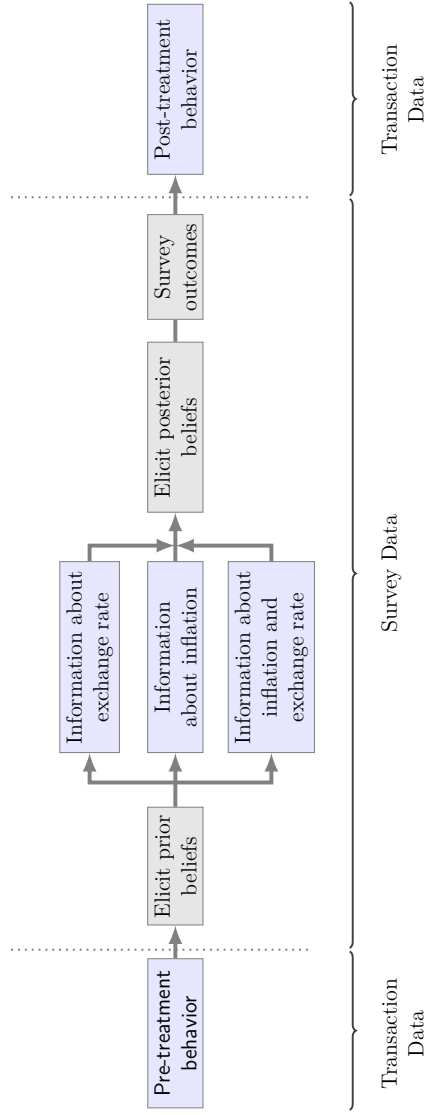 Pre-treatment
behavior
Elicit prior
beliefs
Information about
exchange rate
Information
about inflation
Information about
inflation and
exchange rate
Elicit posterior
beliefs
Survey
outcomes
Post-treatment
behavior
Transaction
Data
Survey Data
Transaction
Data